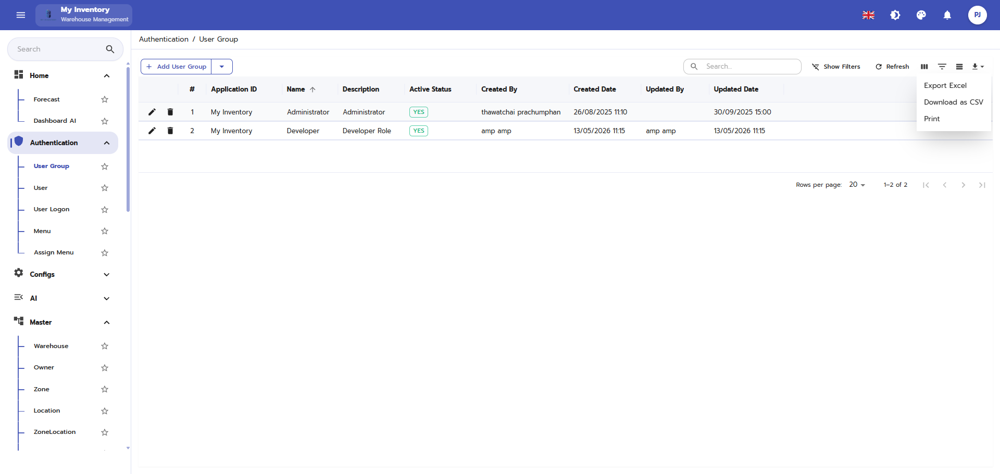 My Inventory
Warehouse Management
PJ
Search
Home
Forecast
Dashboard AI
Authentication
User Group
User
User Logon
Menu
Assign Menu
Configs
AI
Master
Warehouse
Owner
Zone
Location
ZoneLocation
Authentication / User Group
Add User Group
Search...
Show Filters
Refresh
Export Excel
Download as CSV
Print
# Application ID Name Description Active Status Created By Created Date Updated By Updated Date
1 My Inventory Administrator Administrator YES thawatchai prachumphan 26/08/2025 11:10 30/09/2025 15:00
2 My Inventory Developer Developer Role YES amp amp 13/05/2026 11:15 amp amp 13/05/2026 11:15
Rows per page: 20 1–2 of 2